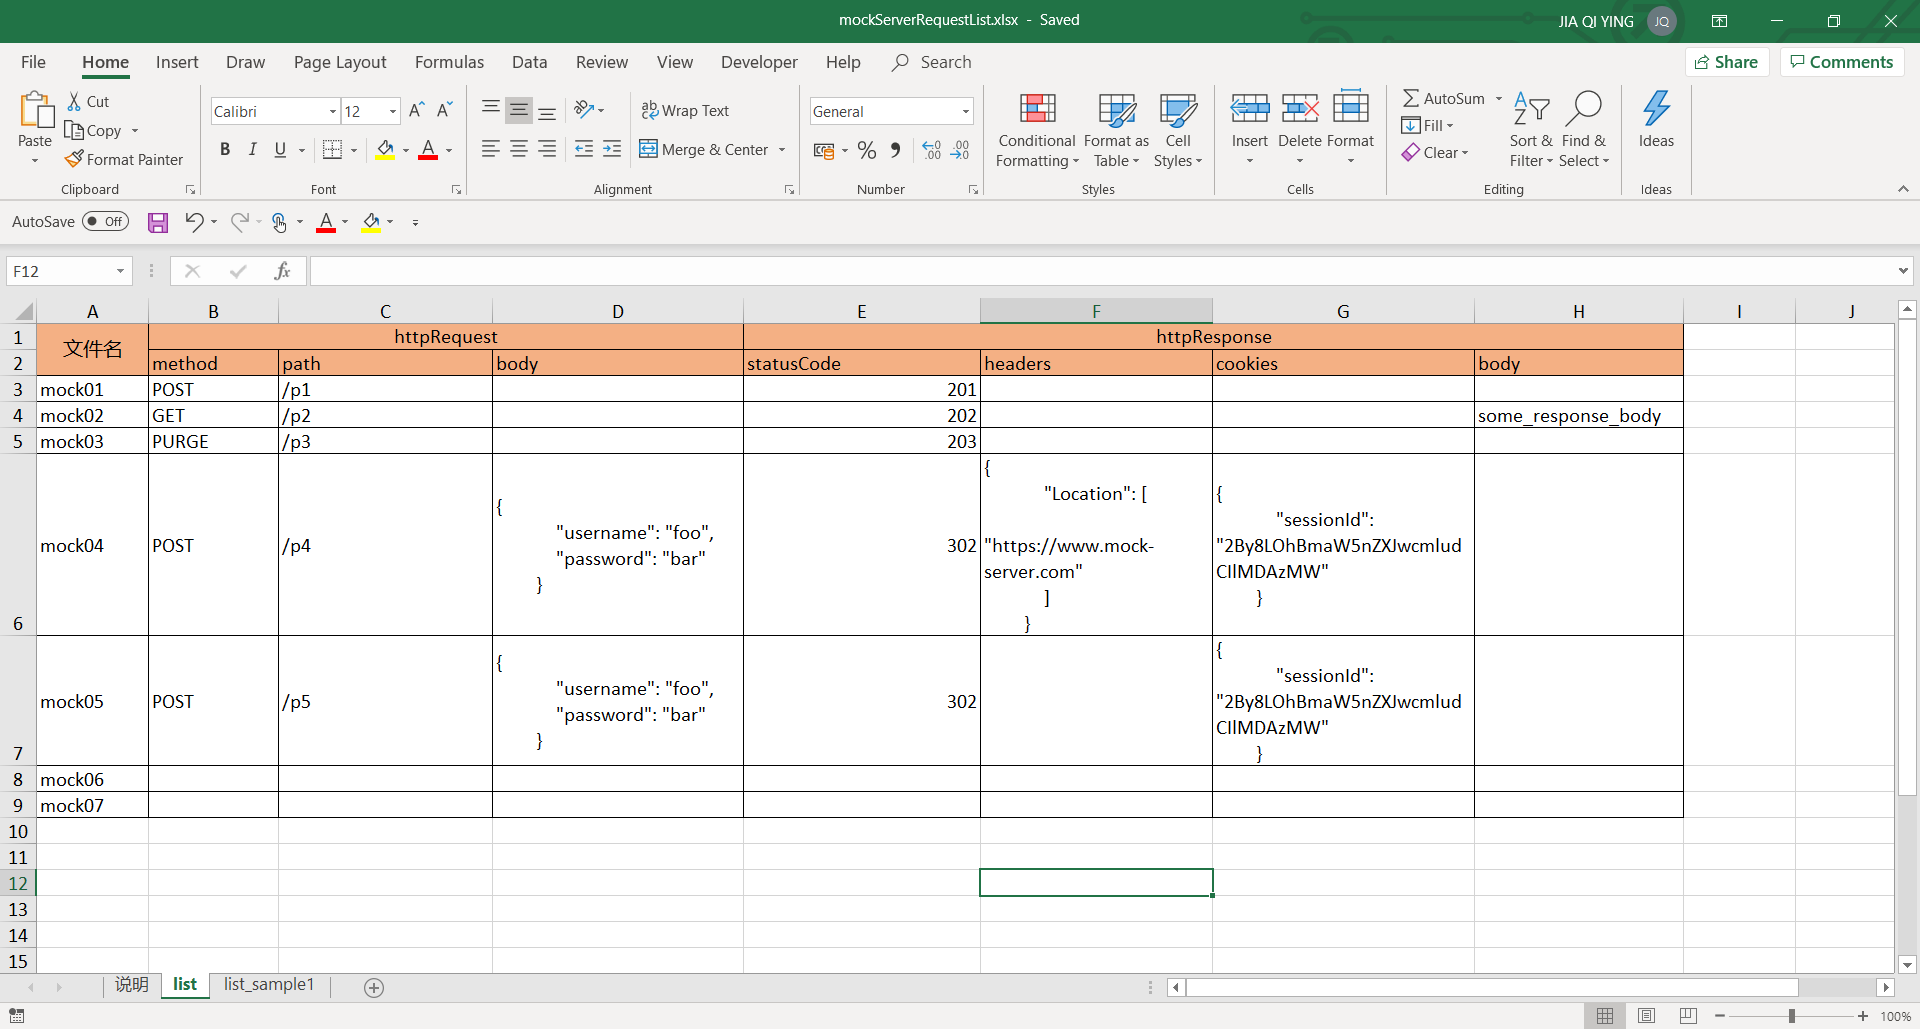 mockServerRequestList.xlsx - Saved
JIA QI YING JQ
File Home Insert Draw Page Layout Formulas Data Review View Developer Help Search Share Comments
Paste
Cut
Copy
Format Painter
Clipboard
Calibri 12
B I U
Font
Wrap Text
Merge & Center
Alignment
General
Number
Conditional Formatting
Format as Table
Cell Styles
Styles
Insert Delete Format
Cells
AutoSum
Fill
Clear
Sort & Filter
Find & Select
Editing
Ideas
Ideas
AutoSave Off
F12 fx
A B C D E F G H I J
1 文件名 httpRequest httpResponse
2 method path body statusCode headers cookies body
3 mock01 POST /p1 201
4 mock02 GET /p2 202 some_response_body
5 mock03 PURGE /p3 203
6 mock04 POST /p4
{
"username": "foo",
"password": "bar"
}
302
{
"Location": [
"https://www.mock-
server.com"
]
}
{
"sessionId":
"2By8LOhBmaW5nZXJwcmlud
CIlMDAzMW"
}
7 mock05 POST /p5
{
"username": "foo",
"password": "bar"
}
302
{
"sessionId":
"2By8LOhBmaW5nZXJwcmlud
CIlMDAzMW"
}
8 mock06
9 mock07
10
11
12
13
14
15
说明 list list_sample1
100%